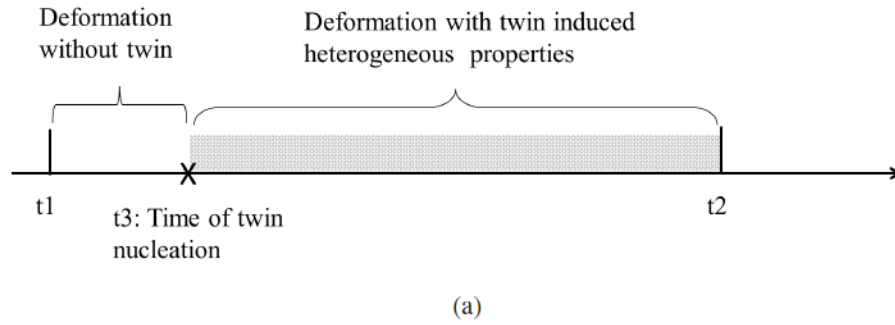 Deformation
without twin
Deformation with twin induced
heterogeneous properties
t1
t3: Time of twin
nucleation
t2
(a)